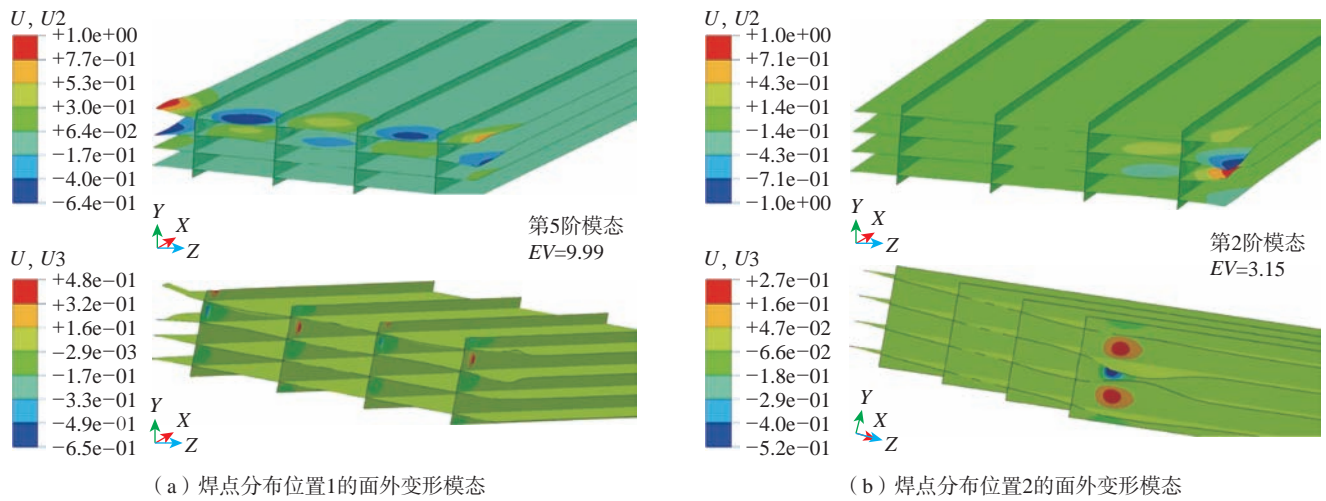 U, U2
+1.0e+00
+7.7e−01
+5.3e−01
+3.0e−01
+6.4e−02
−1.7e−01
−4.0e−01
−6.4e−01
Y
X
Z
第5阶模态
EV=9.99
U, U3
+4.8e−01
+3.2e−01
+1.6e−01
−2.9e−03
−1.7e−01
−3.3e−01
−4.9e−01
−6.5e−01
Y
X
Z
(a)焊点分布位置1的面外变形模态
U, U2
+1.0e+00
+7.1e−01
+4.3e−01
+1.4e−01
−1.4e−01
−4.3e−01
−7.1e−01
−1.0e+00
Y
X
Z
第2阶模态
EV=3.15
U, U3
+2.7e−01
+1.6e−01
+4.7e−02
−6.6e−02
−1.8e−01
−2.9e−01
−4.0e−01
−5.2e−01
Y
X
Z
(b)焊点分布位置2的面外变形模态